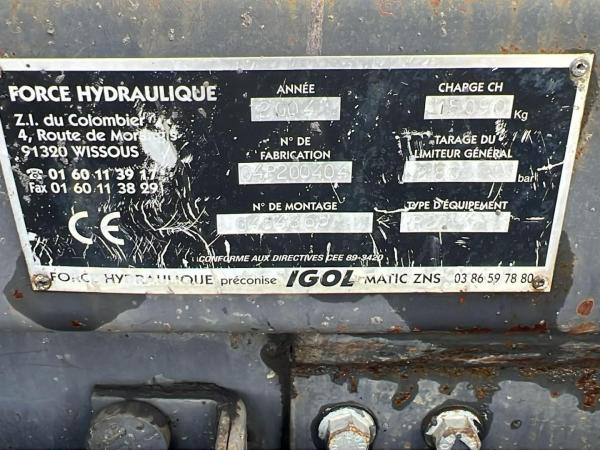 FORCE HYDRAULIQUE
Z.I. du Colombier
4, Route de
91320 WISSOUS
☎ 01 60 11 39 17
Fax 01 60 11 38 29
CE
ANNÉE
2004
N° DE
FABRICATION
04P200404
N° DE MONTAGE
CHARGE CH
Kg
TARAGE DU
LIMITEUR GÉNÉRAL
bar
TYPE D'ÉQUIPEMENT
CONFORME AUX DIRECTIVES CEE 89-3420
FORCE HYDRAULIQUE préconise IGOL MATIC ZNS 03 86 59 78 80